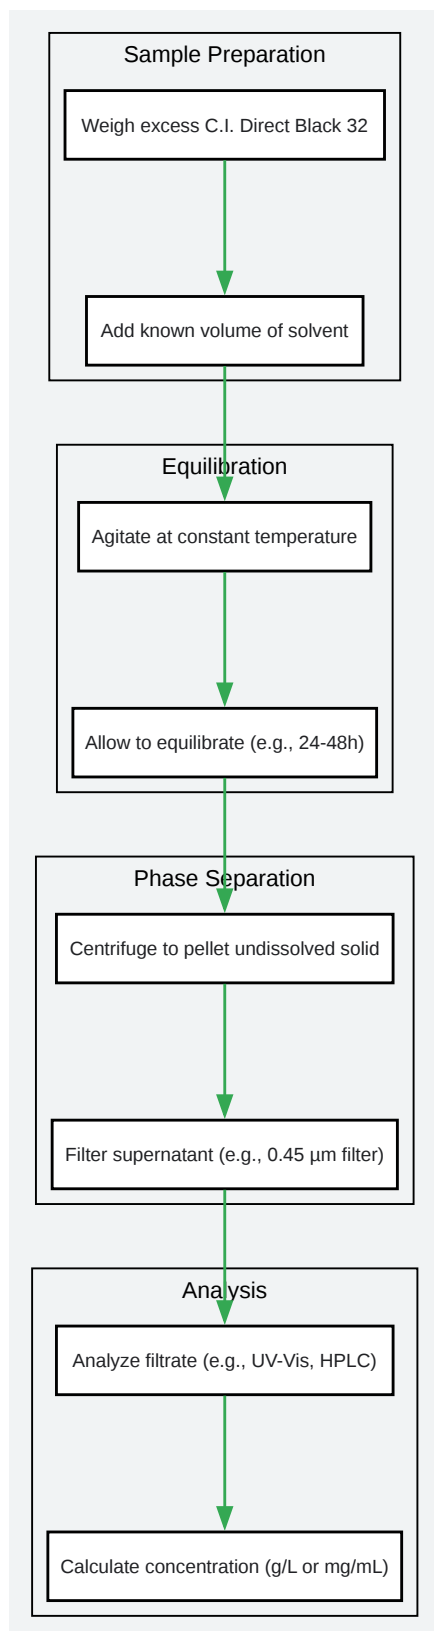 Sample Preparation
Weigh excess C.I. Direct Black 32
Add known volume of solvent
Equilibration
Agitate at constant temperature
Allow to equilibrate (e.g., 24-48h)
Phase Separation
Centrifuge to pellet undissolved solid
Filter supernatant (e.g., 0.45 µm filter)
Analysis
Analyze filtrate (e.g., UV-Vis, HPLC)
Calculate concentration (g/L or mg/mL)